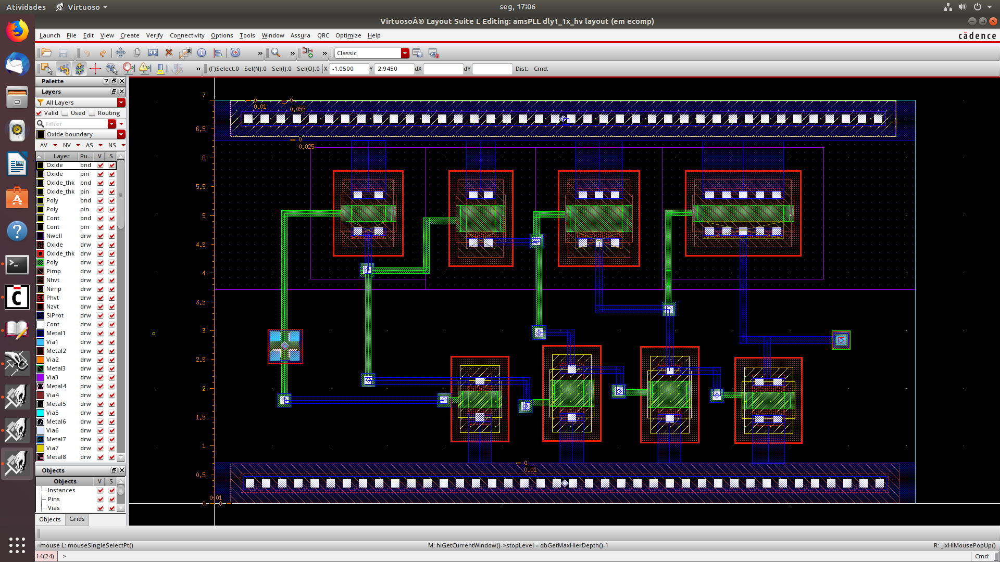 Atividades Virtuoso seg, 17:06
VirtuosoÂ® Layout Suite L Editing: amsPLL dly1_1x_hv layout (em ecomp)
Launch File Edit View Create Verify Connectivity Options Tools Window Assura QRC Optimize Help cādence
» » » Classic
» (F)Select:0 Sel(N):0 Sel(I):0 Sel(O):0 X -1.0500 Y 2.9450 dX dY Dist: Cmd:
Palette
Layers
All Layers
Valid Used Routing
Filter
Oxide boundary
AV NV AS NS
Layer Pu... V S
Oxide bnd
Oxide pin
Oxide_thk bnd
Oxide_thk pin
Poly bnd
Poly pin
Cont bnd
Cont pin
Nwell drw
Oxide drw
Oxide_thk drw
Poly drw
Pimp drw
Nhvt drw
Nimp drw
Phvt drw
Nzvt drw
SiProt drw
Cont drw
Metal1 drw
Via1 drw
Metal2 drw
Via2 drw
Metal3 drw
Via3 drw
Metal4 drw
Via4 drw
Metal5 drw
Via5 drw
Metal6 drw
Via6 drw
Metal7 drw
Via7 drw
Metal8 drw
Objects
Objects V S
Instances
Pins
Vias
Objects Grids
7
6.5
6
5.5
5
4.5
4
3.5
3
2.5
2
1.5
1
0.5
0
0 0.01
0 0.055
0 0.025
0 0.01
0.01 0
mouse L: mouseSingleSelectPt() M: hiGetCurrentWindow()->stopLevel = dbGetMaxHierDepth()-1 R: _lxHiMousePopUp()
14(24) > Cmd: